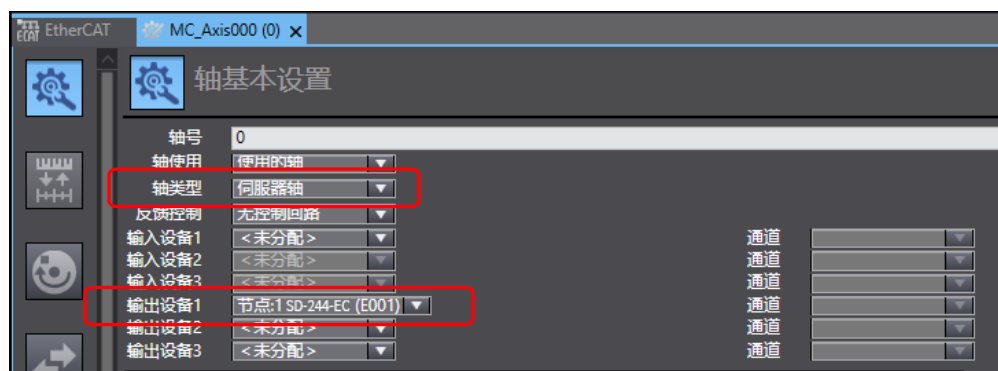 EtherCAT MC_Axis000 (0)
轴基本设置
轴号 0
轴使用 使用的轴
轴类型 伺服器轴
反馈控制 无控制回路
输入设备1 <未分配> 通道
输入设备2 <未分配> 通道
输入设备3 <未分配> 通道
输出设备1 节点:1 SD-244-EC (E001) 通道
输出设备2 <未分配> 通道
输出设备3 <未分配> 通道